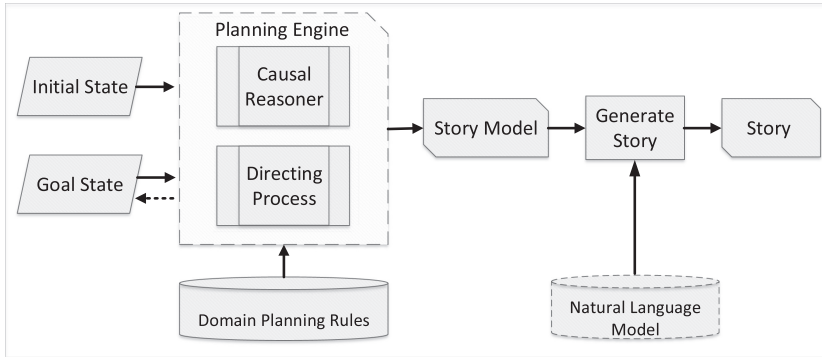 Planning Engine
Initial State
Causal
Reasoner
Story Model
Generate
Story
Story
Goal State
Directing
Process
Domain Planning Rules
Natural Language
Model